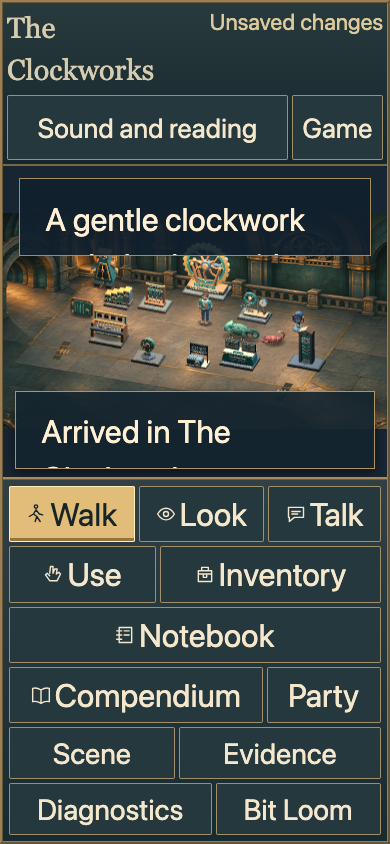 The
Clockworks
Unsaved changes
Sound and reading
Game
A gentle clockwork
Arrived in The
Walk
Look
Talk
Use
Inventory
Notebook
Compendium
Party
Scene
Evidence
Diagnostics
Bit Loom